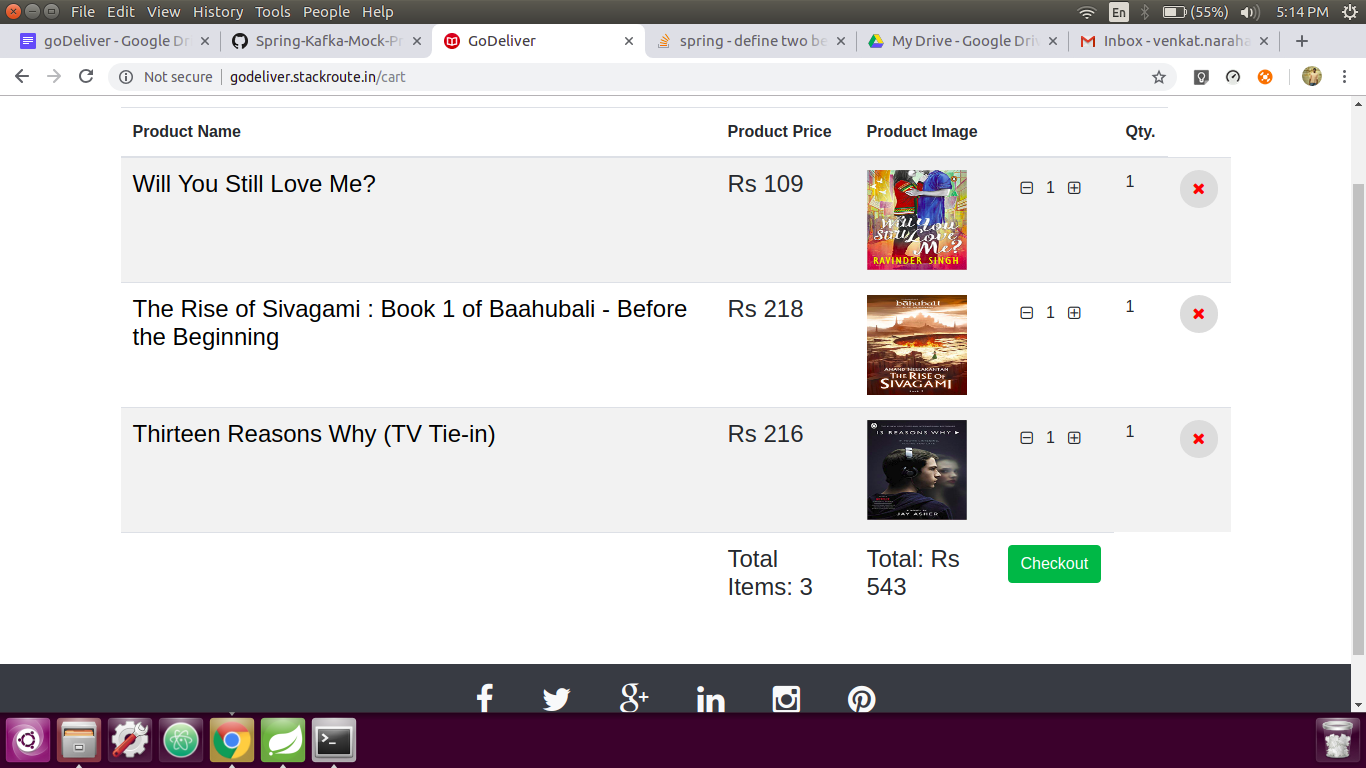 File Edit View History Tools People Help
En (55%) 5:14 PM
goDeliver - Google Dr
Spring-Kafka-Mock-Pr
GoDeliver
spring - define two be
My Drive - Google Driv
Inbox - venkat.naraha
Not secure godeliver.stackroute.in/cart
Product Name Product Price Product Image Qty.
Will You Still Love Me? Rs 109 1 1
Will You
Still Love
Me?
RAVINDER SINGH
The Rise of Sivagami : Book 1 of Baahubali - Before Rs 218 1 1
the Beginning
bāhubali
ANAND NEELAKANTAN
THE RISE OF
SIVAGAMI
Thirteen Reasons Why (TV Tie-in) Rs 216 1 1
13 REASONS WHY
JAY ASHER
Total Total: Rs Checkout
Items: 3 543